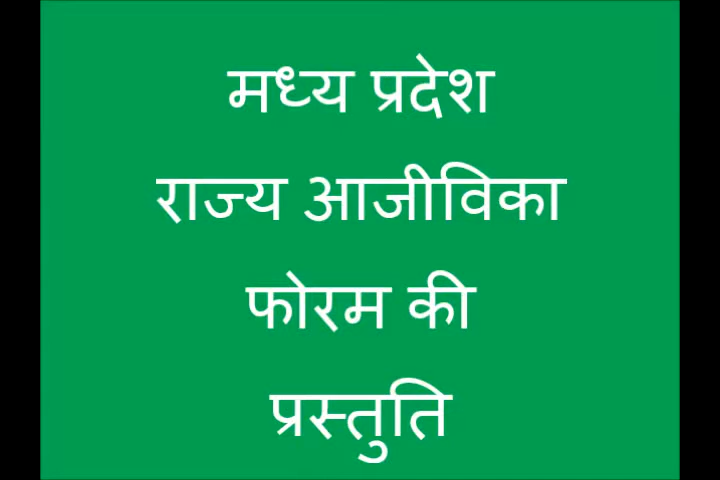 मध्य प्रदेश
राज्य आजीविका
फोरम की
प्रस्तुति